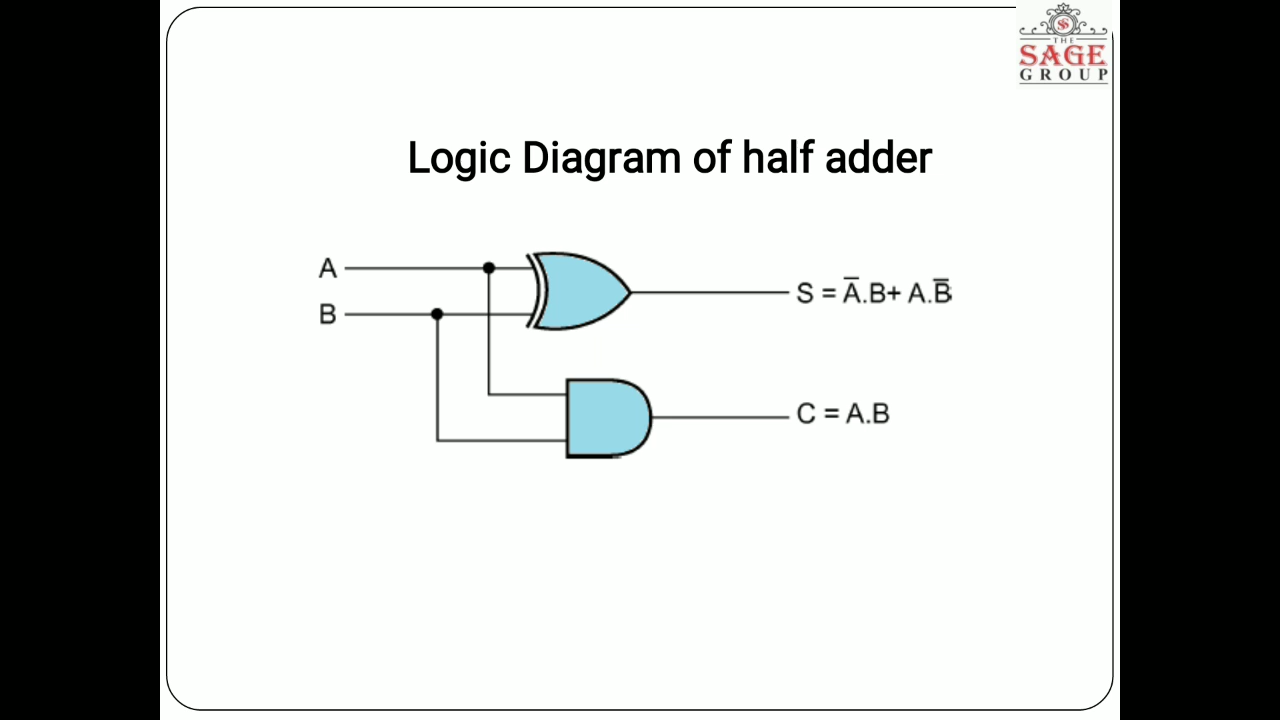 THE
SAGE
GROUP
Logic Diagram of half adder
A
B
S = A̅.B+ A.B̅
C = A.B